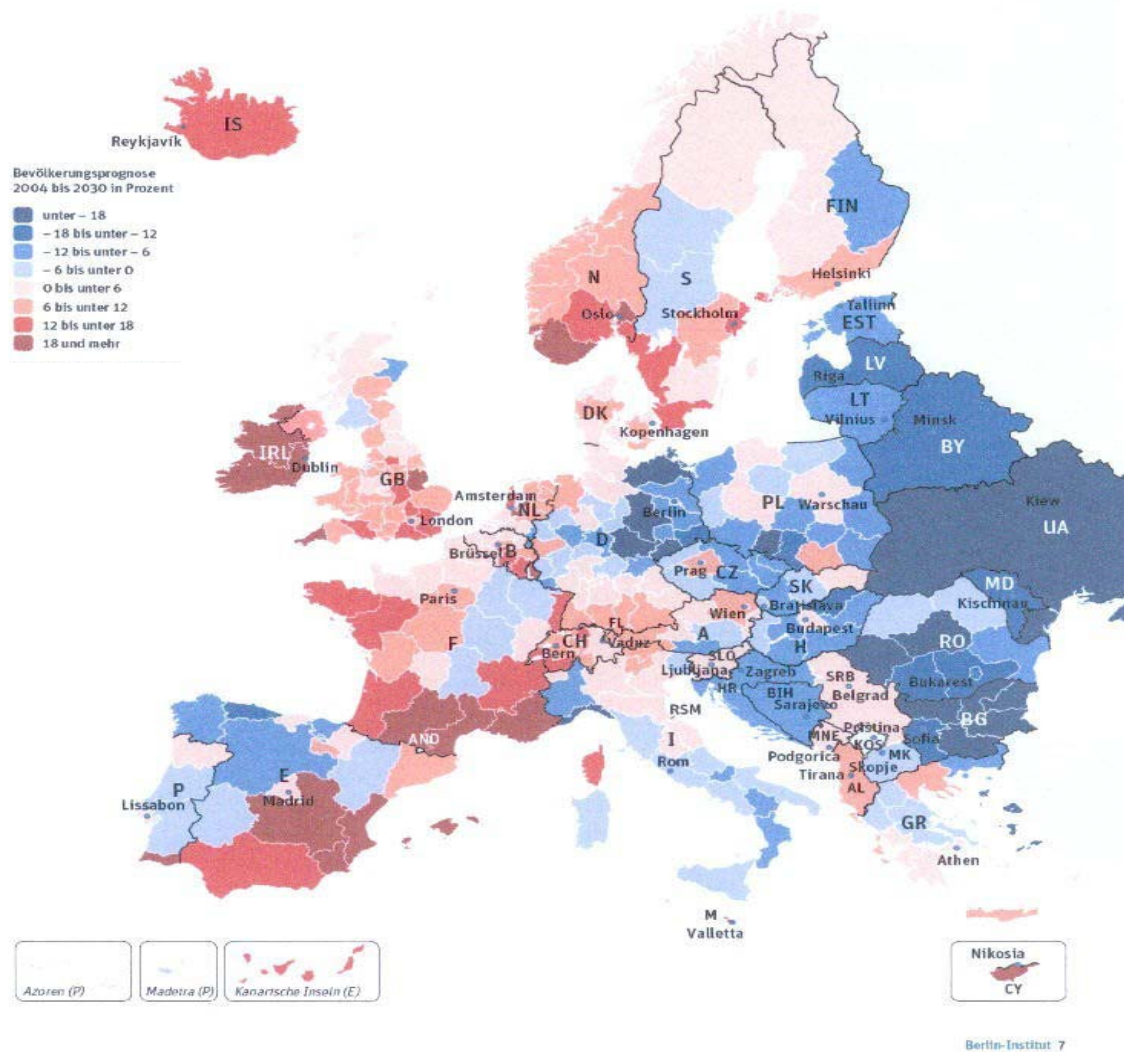 IS
Reykjavík
Bevölkerungsprognose
2004 bis 2030 in Prozent
unter – 18
– 18 bis unter – 12
– 12 bis unter – 6
– 6 bis unter 0
0 bis unter 6
6 bis unter 12
12 bis unter 18
18 und mehr
FIN
N
S
Helsinki
Oslo
Stockholm
Tallinn
EST
LV
Riga
LT
Vilnius
Minsk
BY
DK
Kopenhagen
IRL
Dublin
GB
Amsterdam
NL
London
Berlin
PL
Warschau
Kiew
UA
D
Brüssel
B
L
Prag
CZ
Paris
SK
MD
Kischinau
Wien
Bratislava
F
FL
CH
Vaduz
Bern
A
Budapest
H
RO
SLO
Ljubljana
Zagreb
HR
BIH
Sarajevo
SRB
Belgrad
Bukarest
RSM
AND
I
Rom
MNE
Podgorica
Priština
KOS
Sofia
BG
MK
Skopje
Tirana
AL
P
Lissabon
E
Madrid
GR
Athen
M
Valletta
Nikosia
CY
Azoren (P)
Madeira (P)
Kanarische Inseln (E)
Berlin-Institut 7